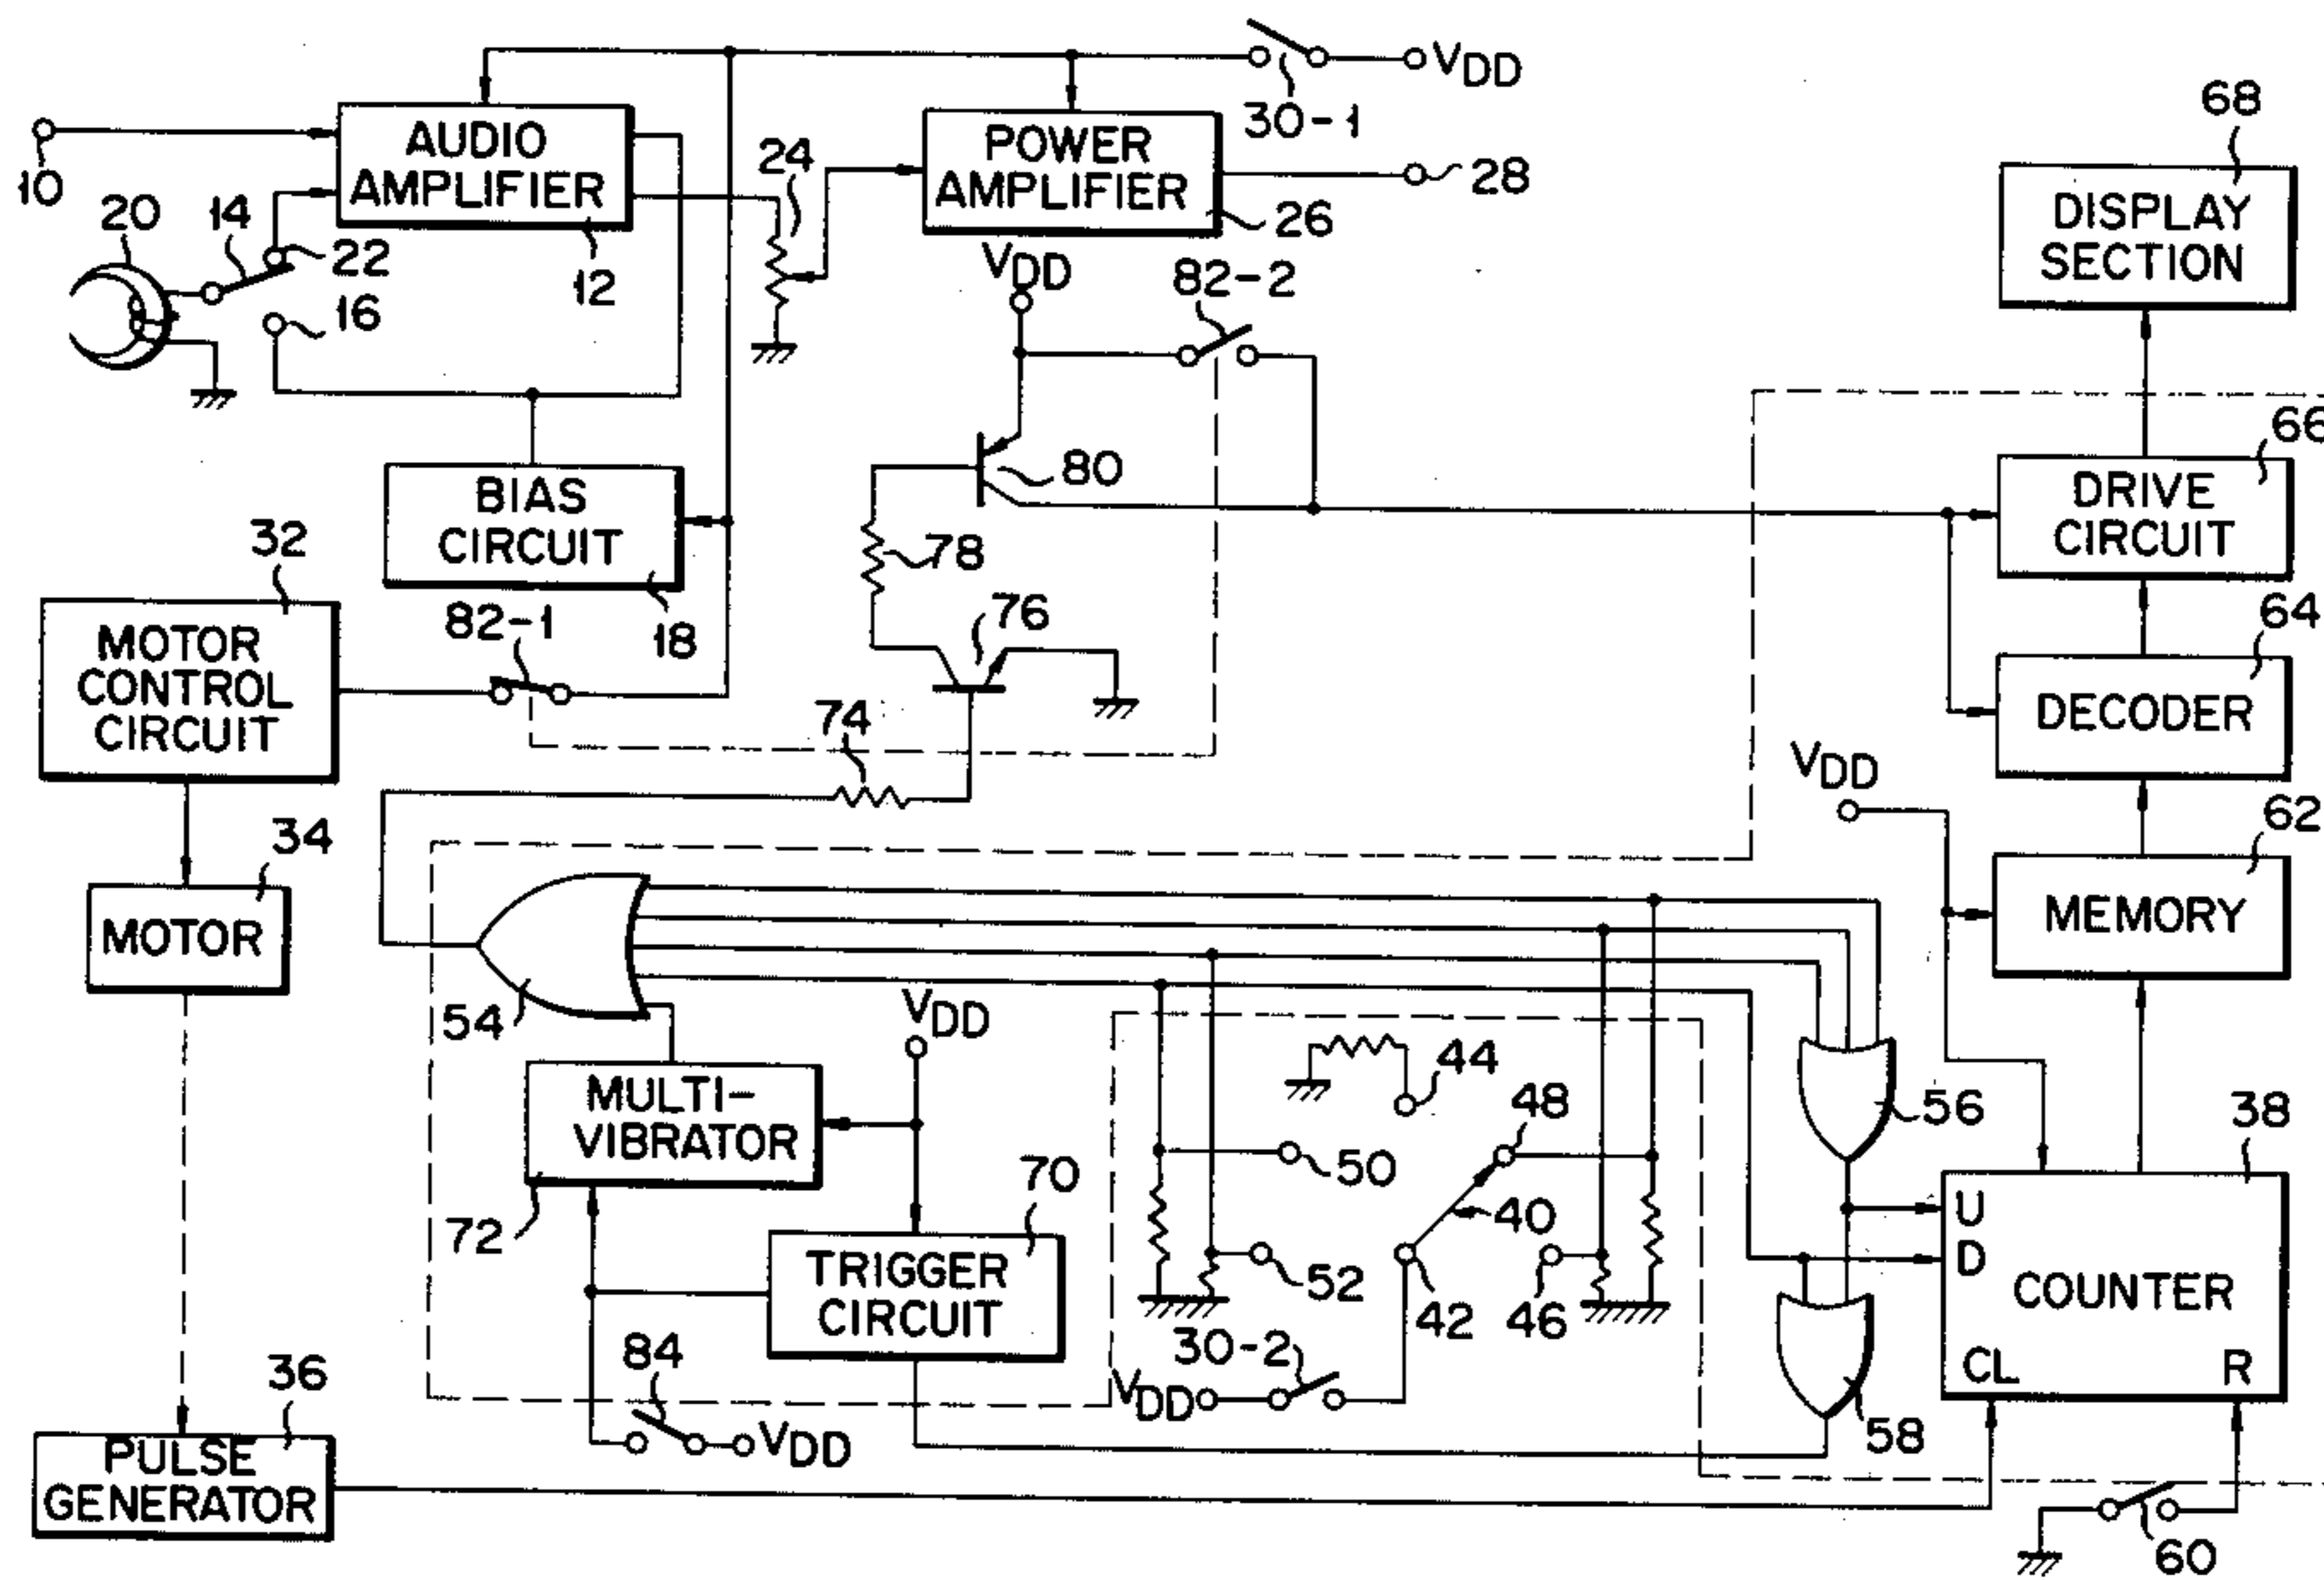 VDD
30-1
68
AUDIO
AMPLIFIER
24
POWER
AMPLIFIER
10
28
20
14
22
12
26
DISPLAY
SECTION
16
VDD
82-2
66
BIAS
CIRCUIT
80
DRIVE
CIRCUIT
32
78
82-1
18
76
64
MOTOR
CONTROL
CIRCUIT
74
DECODER
VDD
34
62
MOTOR
MEMORY
54
VDD
44
MULTI-
VIBRATOR
48
56
38
50
70
72
40
U
D
TRIGGER
CIRCUIT
52
42
46
COUNTER
84
30-2
CL
R
36
VDD
58
VDD
PULSE
GENERATOR
60